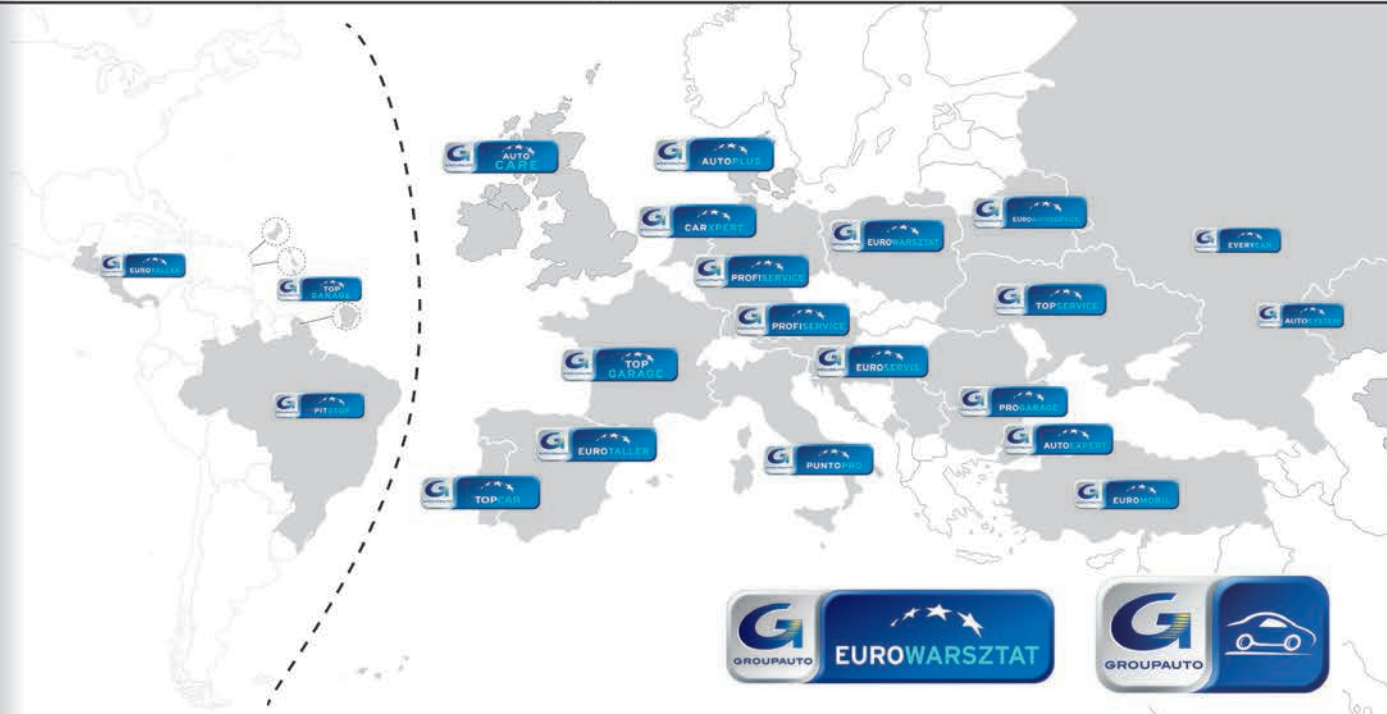 AUTO
CARE
AUTOPLUS
CARXPERT
EUROWARSZTAT
EUROAUTOSERVICE
EVERYCAR
EUROTALLER
PROFISERVICE
TOP
GARAGE
TOPSERVICE
AUTOSYSTEM
PROFISERVICE
TOP
GARAGE
EUROSERVIS
PITSTOP
PROGARAGE
EUROTALLER
AUTOEXPERT
PUNTOPRO
TOPCAR
EUROMOBIL
GROUPAUTO
EUROWARSZTAT
GROUPAUTO